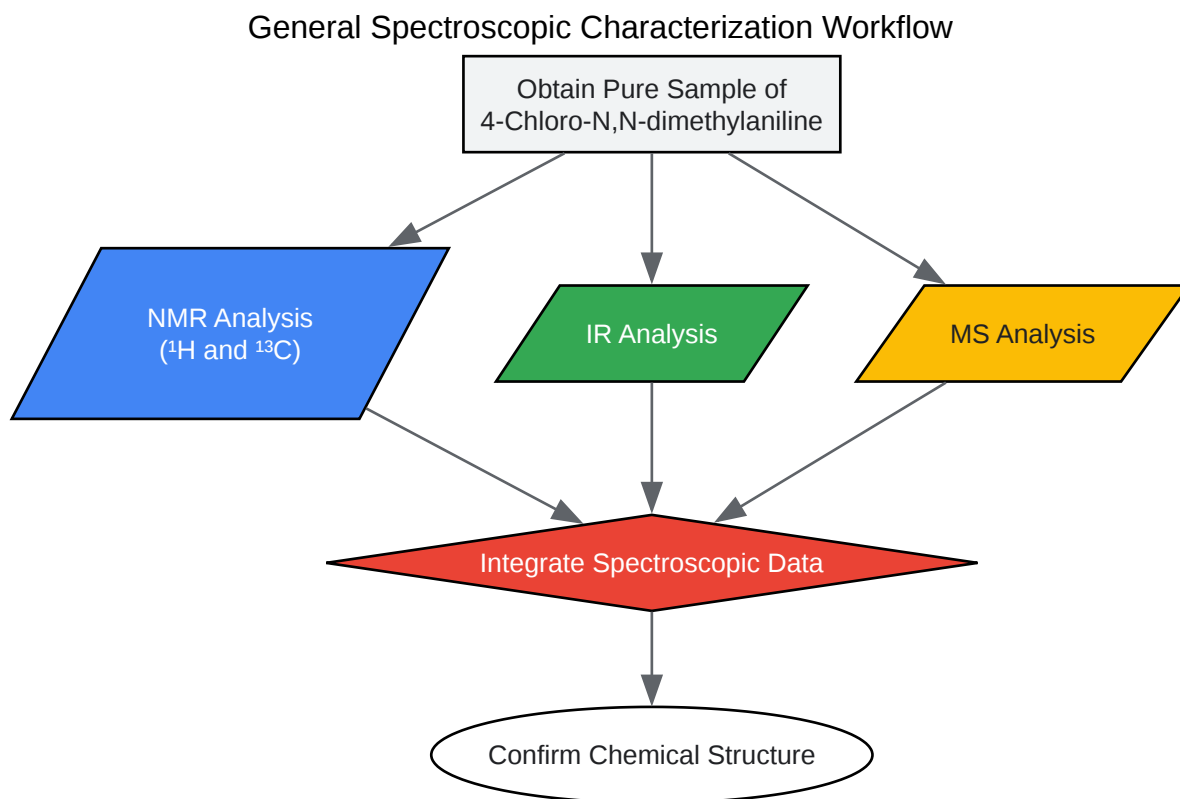 General Spectroscopic Characterization Workflow
Obtain Pure Sample of
4-Chloro-N,N-dimethylaniline
NMR Analysis
(¹H and ¹³C)
IR Analysis
MS Analysis
Integrate Spectroscopic Data
Confirm Chemical Structure